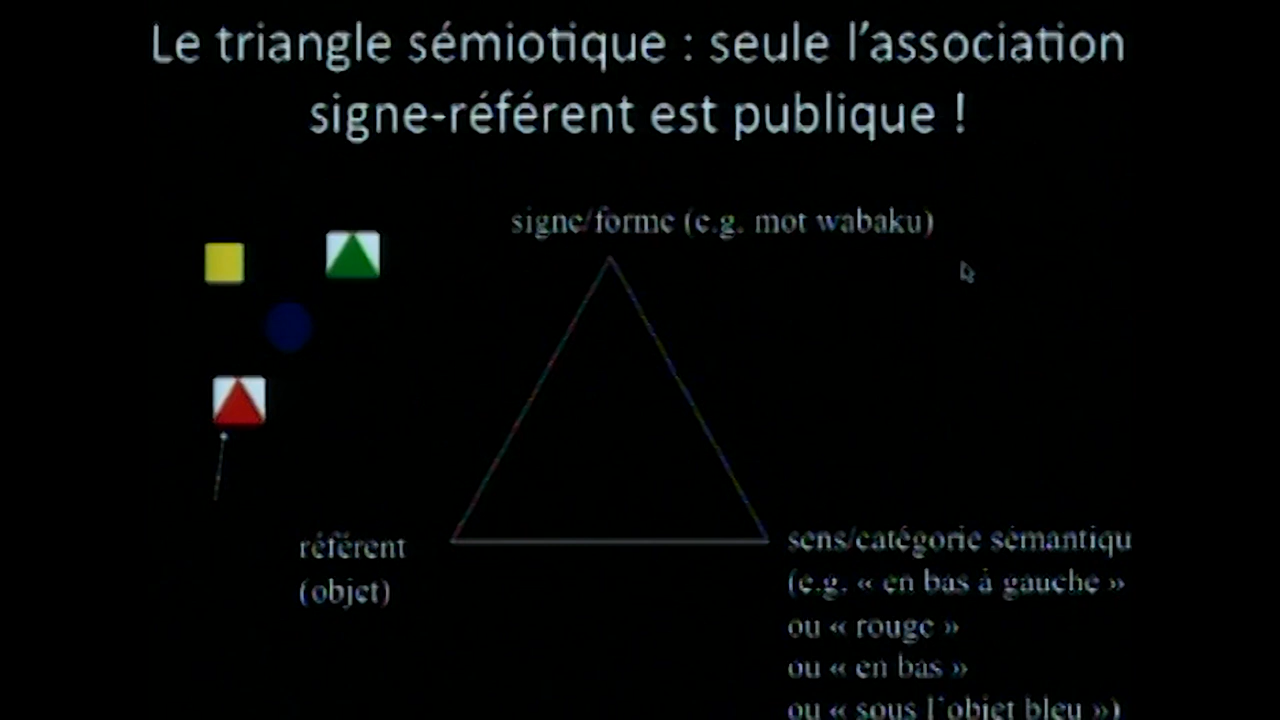 Le triangle sémiotique : seule l’association
signe-référent est publique !
signe/forme (e.g. mot wabaku)
référent
(objet)
sens/catégorie sémantiqu
(e.g. « en bas à gauche »
ou « rouge »
ou « en bas »
ou « sous l’objet bleu »)